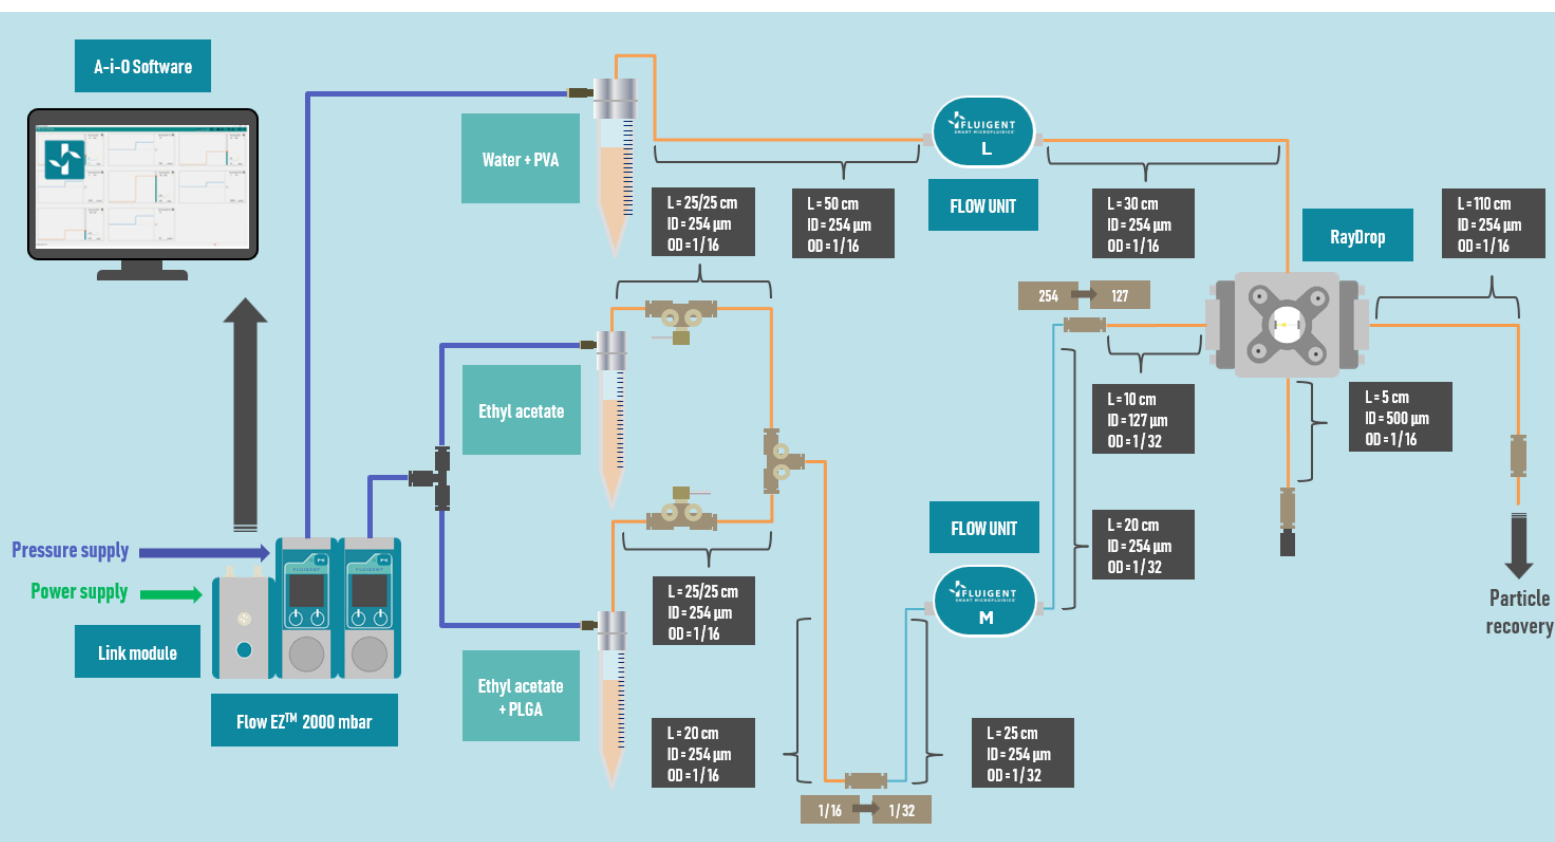 A-i-O Software
Water + PVA
FLUIGENT
SMART MICROFLUIDICS
L
FLOW UNIT
L = 25/25 cm
ID = 254 µm
OD = 1/16
L = 50 cm
ID = 254 µm
OD = 1/16
L = 30 cm
ID = 254 µm
OD = 1/16
RayDrop
L = 110 cm
ID = 254 µm
OD = 1/16
254
127
Ethyl acetate
L = 10 cm
ID = 127 µm
OD = 1/32
L = 5 cm
ID = 500 µm
OD = 1/16
FLOW UNIT
L = 20 cm
ID = 254 µm
OD = 1/32
Pressure supply
Power supply
FLUIGENT
FLUIGENT
FLUIGENT
SMART MICROFLUIDICS
M
Particle
recovery
L = 25/25 cm
ID = 254 µm
OD = 1/16
Link module
Ethyl acetate
+ PLGA
Flow EZ™ 2000 mbar
L = 20 cm
ID = 254 µm
OD = 1/16
L = 25 cm
ID = 254 µm
OD = 1/32
1/16
1/32